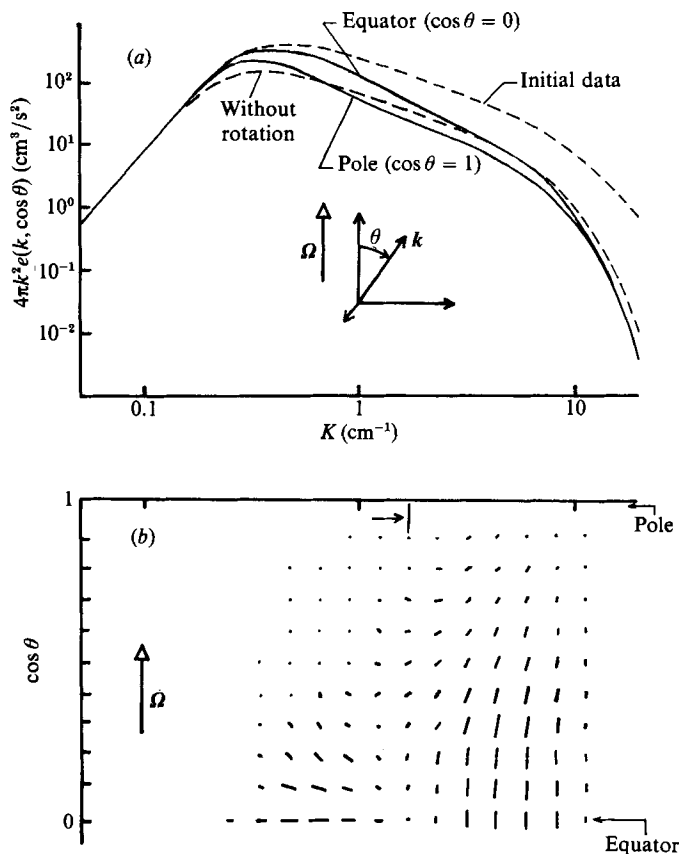 (a)
Equator (cos θ = 0)
Initial data
Without
rotation
Pole (cos θ = 1)
4πk²e(k, cos θ) (cm³/s²)
10²
10¹
10⁰
10⁻¹
10⁻²
Ω
θ
k
0.1
1
10
K (cm⁻¹)
1
(b)
Pole
cos θ
Ω
0
Equator